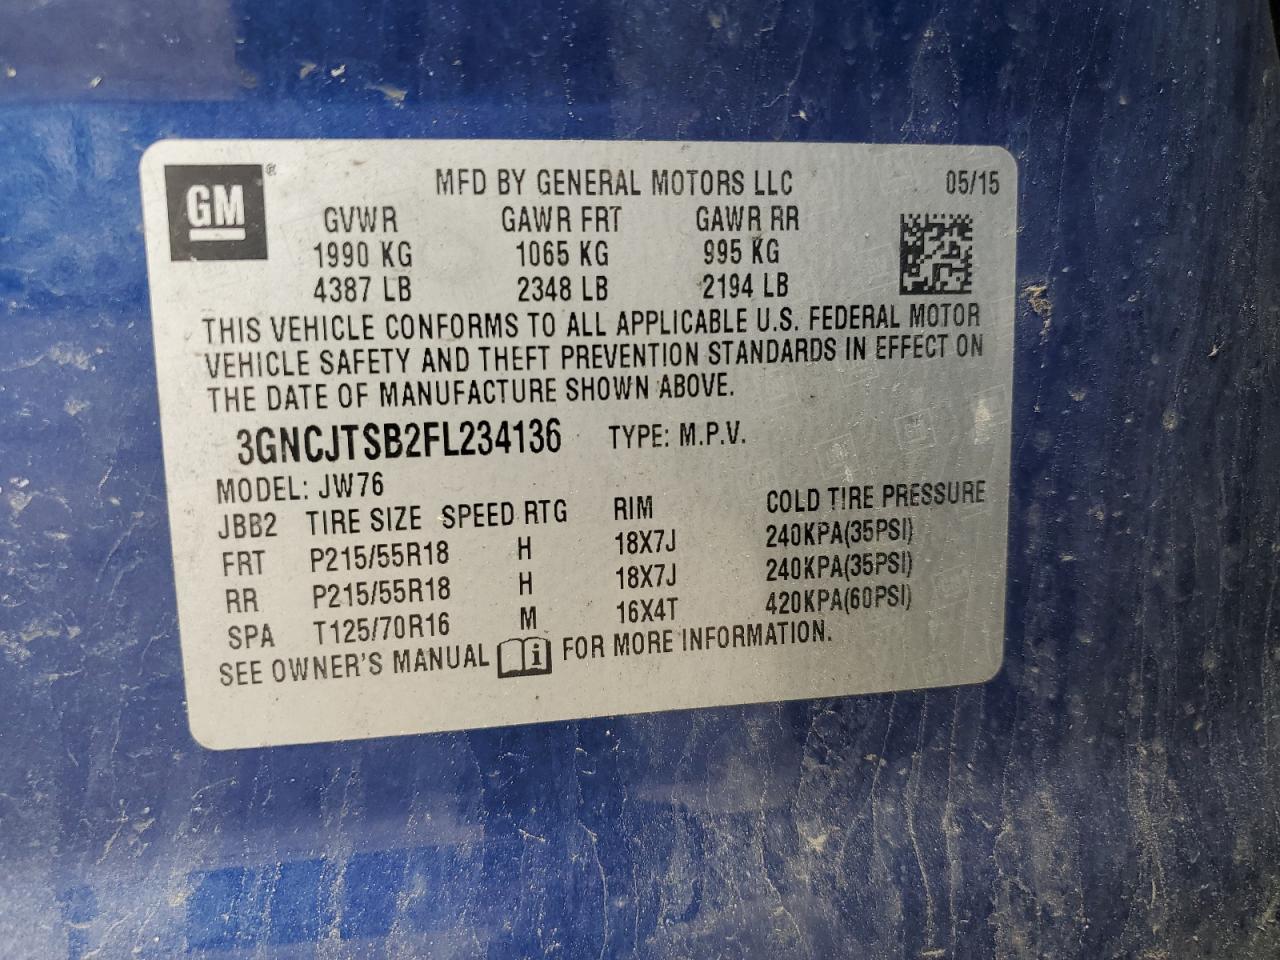 GM® MFD BY GENERAL MOTORS LLC 05/15
GVWR GAWR FRT GAWR RR
1990 KG 1065 KG 995 KG
4387 LB 2348 LB 2194 LB
THIS VEHICLE CONFORMS TO ALL APPLICABLE U.S. FEDERAL MOTOR
VEHICLE SAFETY AND THEFT PREVENTION STANDARDS IN EFFECT ON
THE DATE OF MANUFACTURE SHOWN ABOVE.
3GNCJTSB2FL234136 TYPE: M.P.V.
MODEL: JW76
JBB2 TIRE SIZE SPEED RTG RIM COLD TIRE PRESSURE
FRT P215/55R18 H 18X7J 240KPA(35PSI)
RR P215/55R18 H 18X7J 240KPA(35PSI)
SPA T125/70R16 M 16X4T 420KPA(60PSI)
SEE OWNER'S MANUAL i FOR MORE INFORMATION.